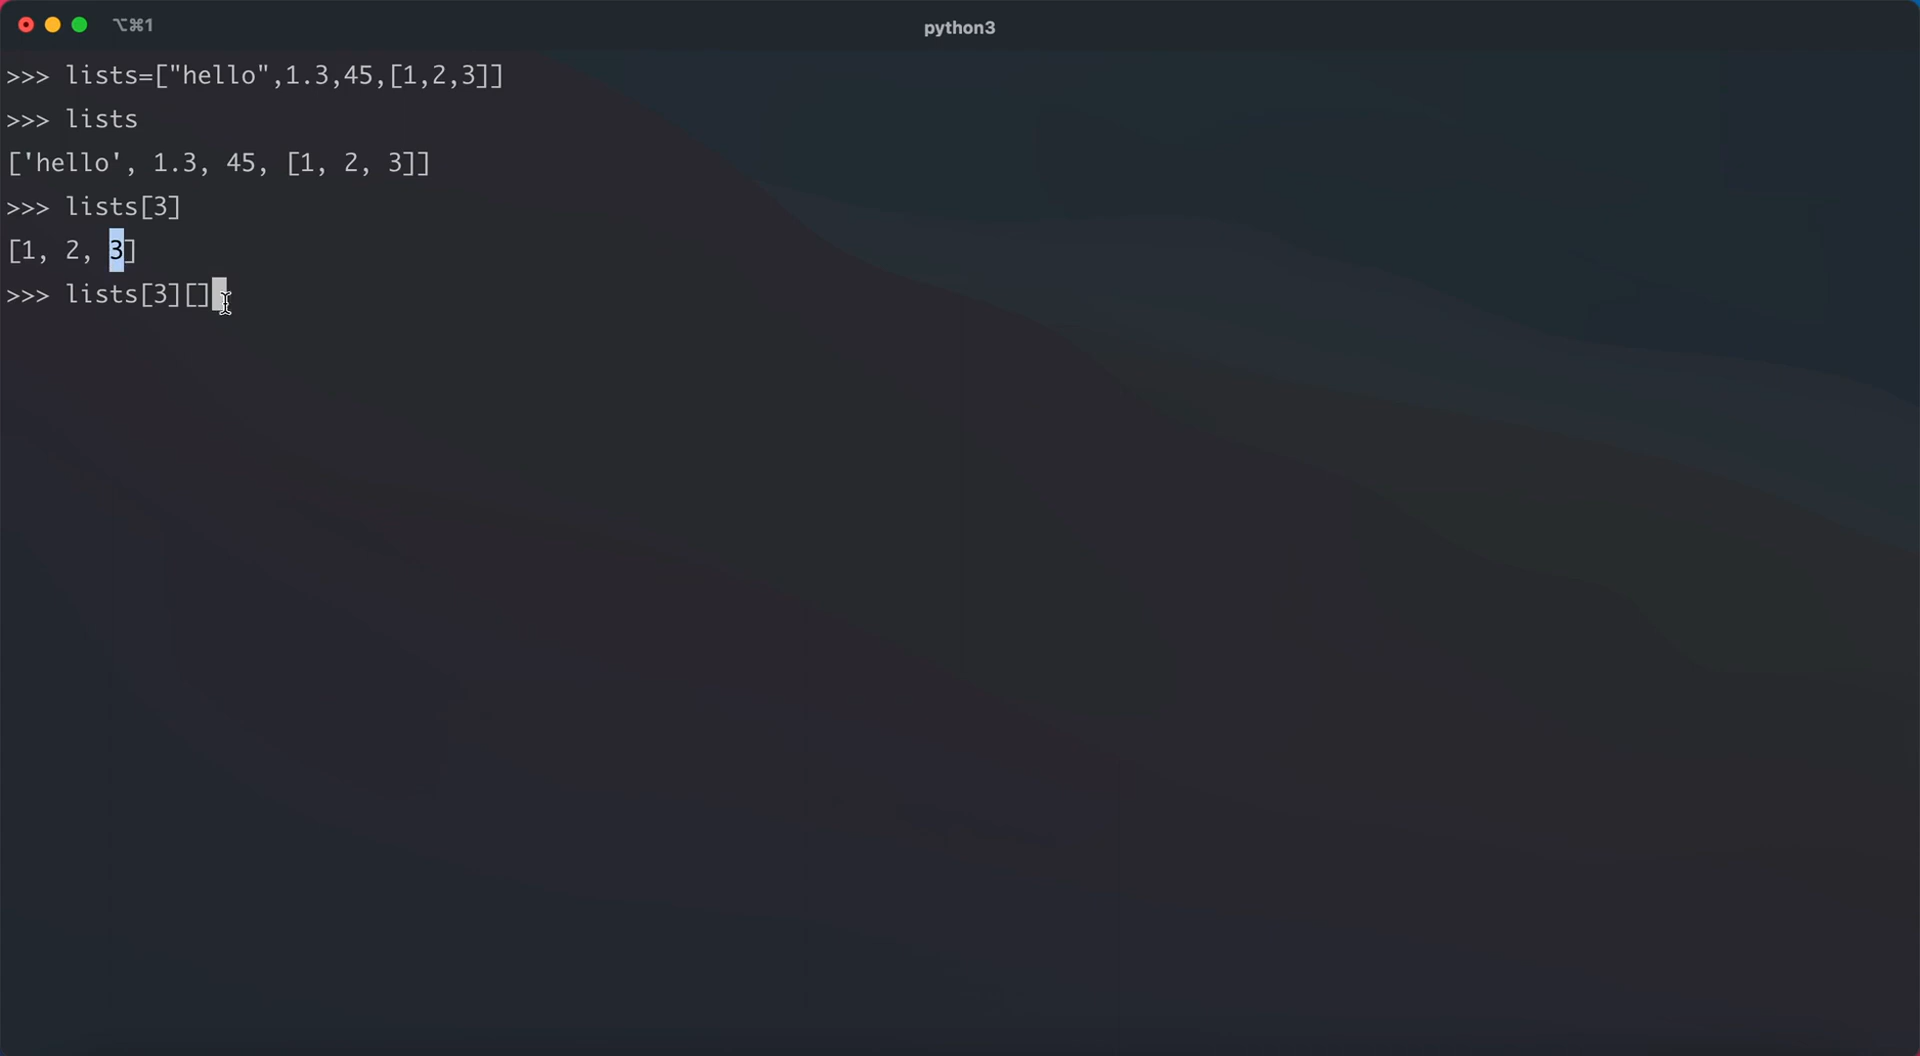 ⌥⌘1
python3
>>> lists=["hello",1.3,45,[1,2,3]]
>>> lists
['hello', 1.3, 45, [1, 2, 3]]
>>> lists[3]
[1, 2, 3]
>>> lists[3][]